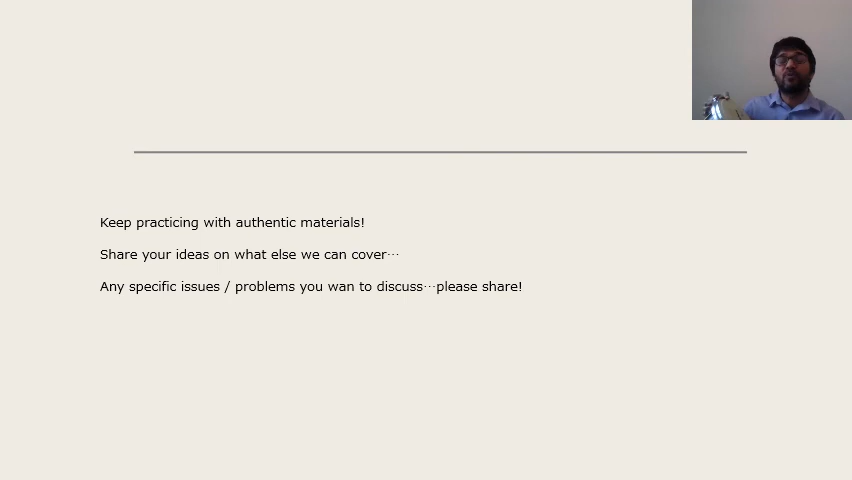 Keep practicing with authentic materials!
Share your ideas on what else we can cover…
Any specific issues / problems you wan to discuss…please share!